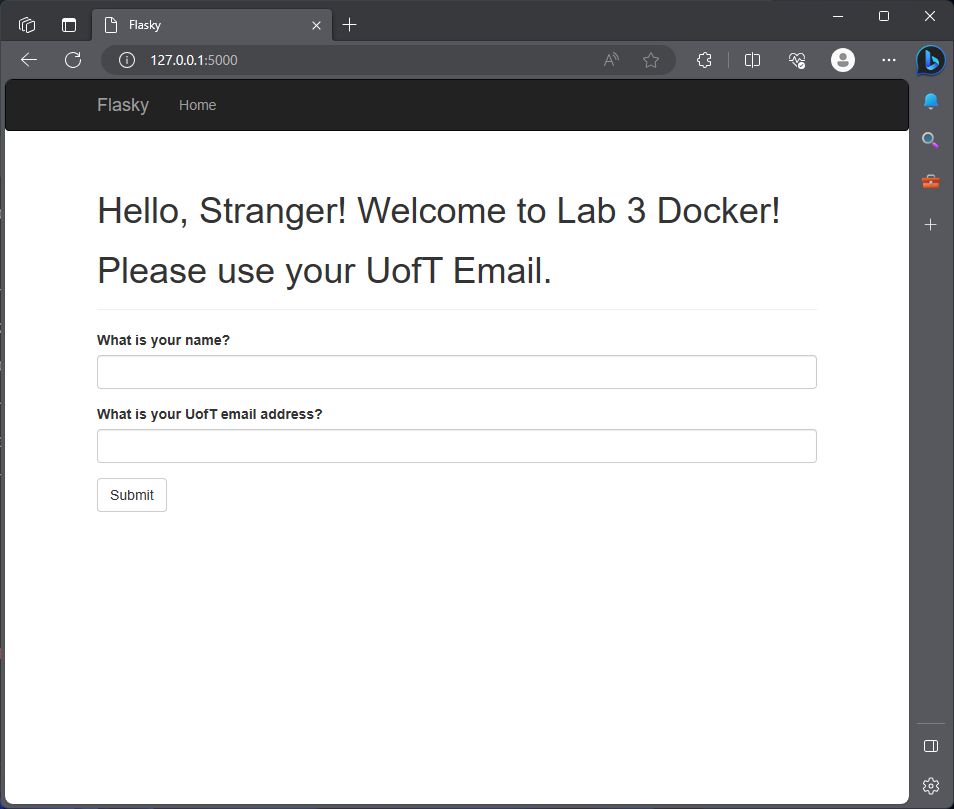 Flasky
127.0.0.1:5000
Flasky Home
Hello, Stranger! Welcome to Lab 3 Docker!
Please use your UofT Email.
What is your name?
What is your UofT email address?
Submit